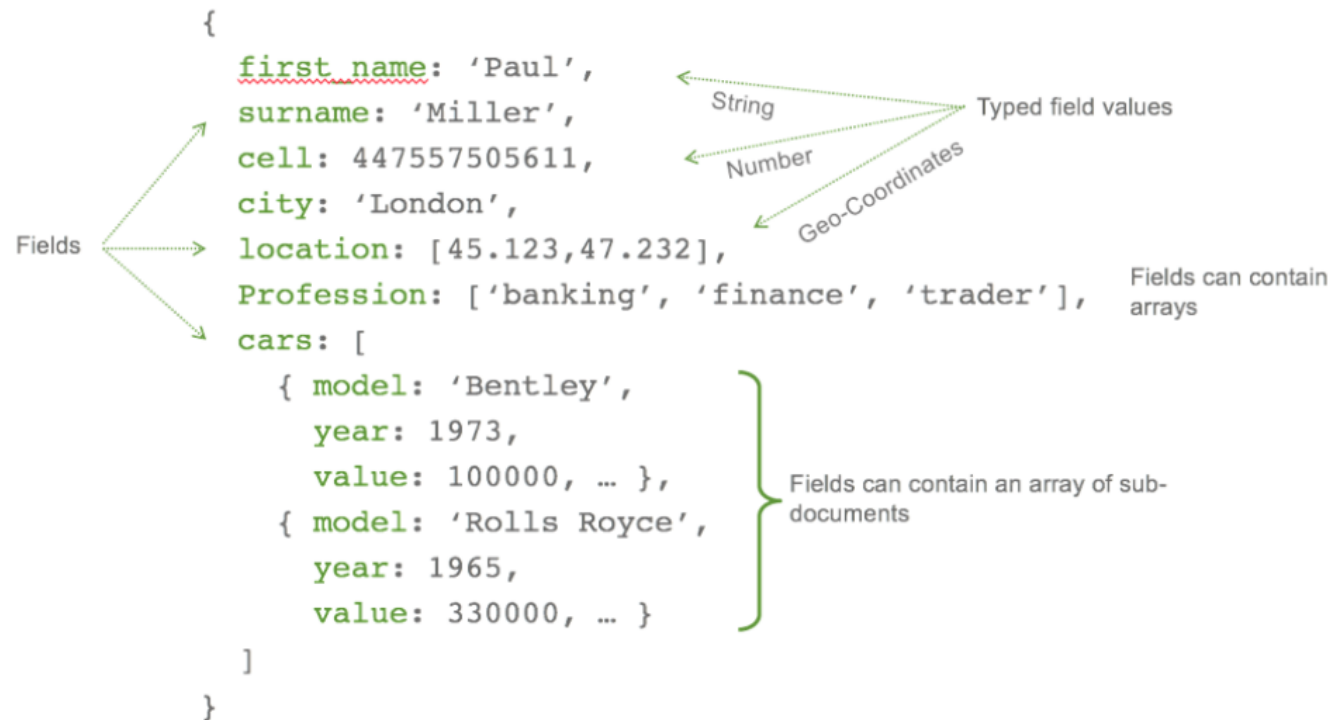 {
first_name: ‘Paul’,
surname: ‘Miller’,
cell: 447557505611,
city: ‘London’,
location: [45.123,47.232],
Profession: [‘banking’, ‘finance’, ‘trader’],
cars: [
{ model: ‘Bentley’,
year: 1973,
value: 100000, … },
{ model: ‘Rolls Royce’,
year: 1965,
value: 330000, … }
]
}
Fields
String
Number
Geo-Coordinates
Typed field values
Fields can contain
arrays
Fields can contain an array of sub-
documents